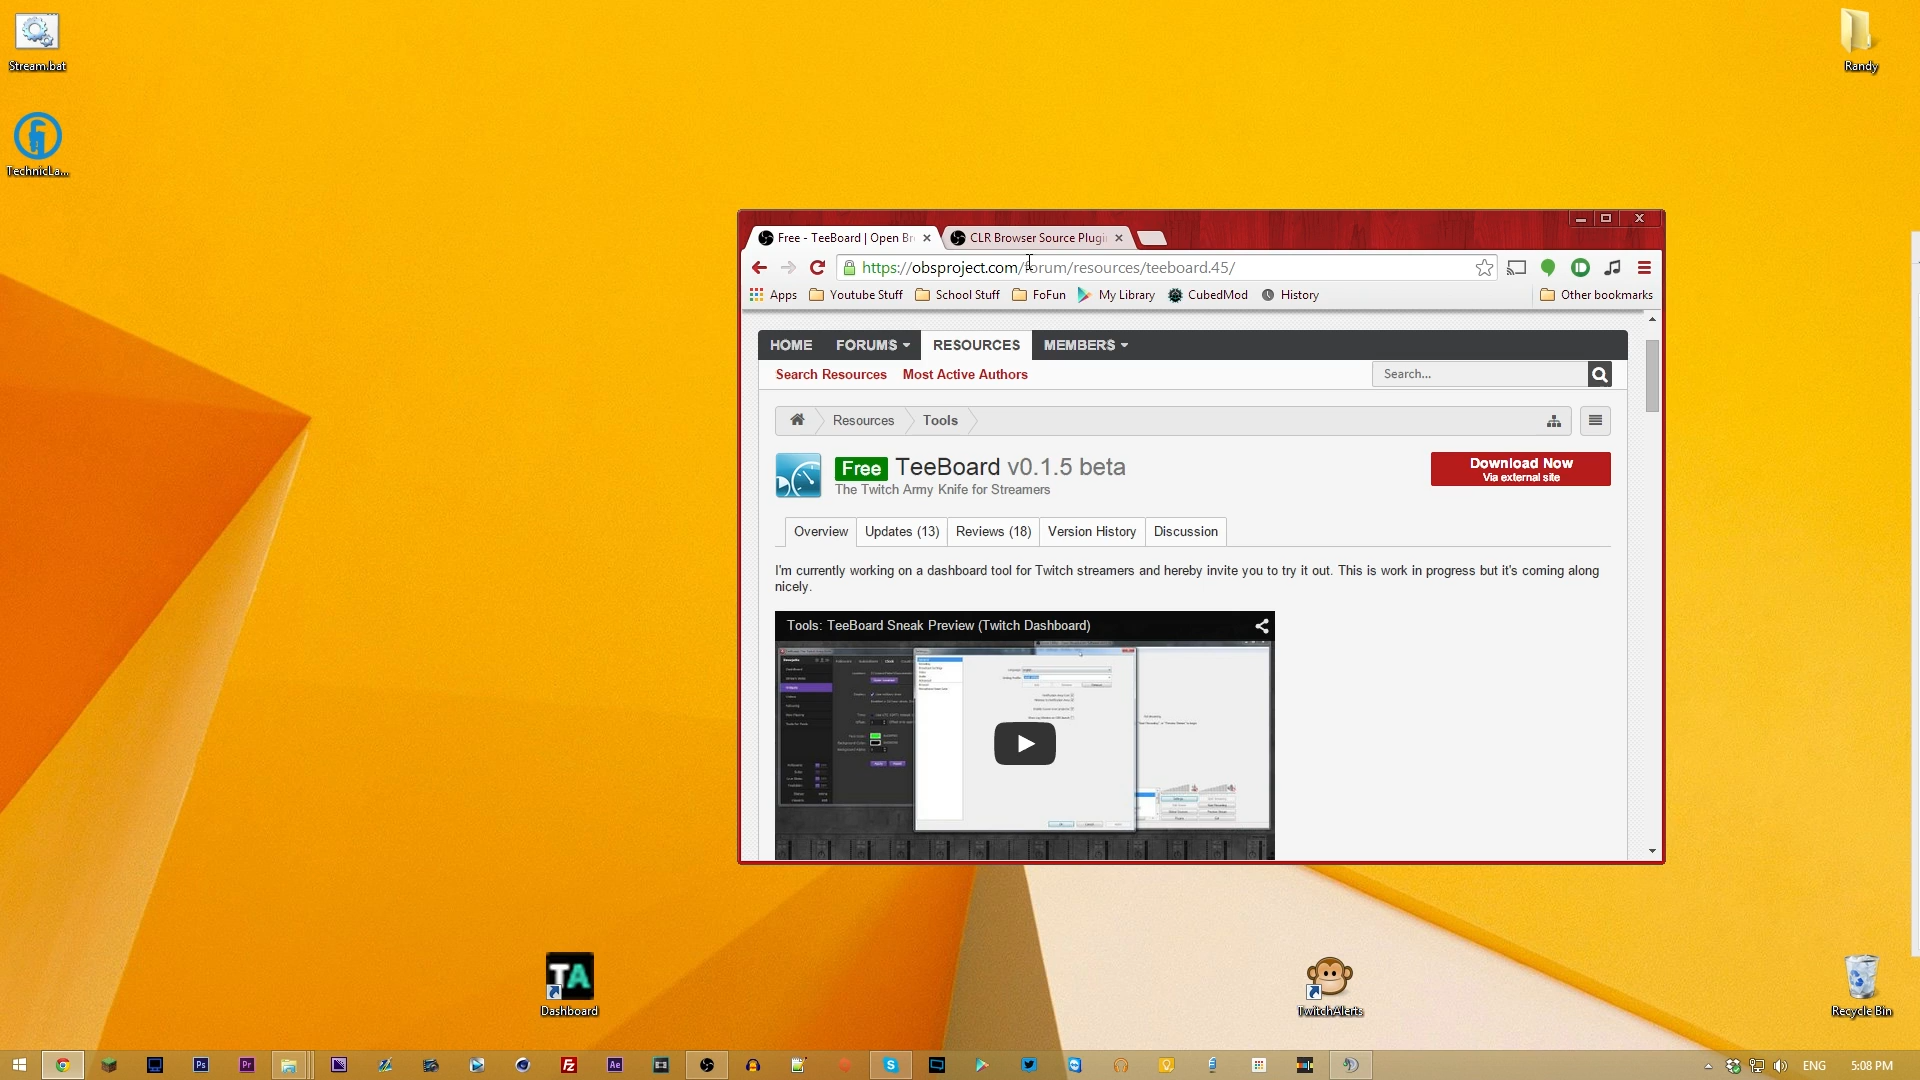 Stream.bat
Randy
TechnicLa...
Free - TeeBoard | Open Br
CLR Browser Source Plugi
https://obsproject.com/forum/resources/teeboard.45/
Apps
Youtube Stuff
School Stuff
FoFun
My Library
CubedMod
History
Other bookmarks
HOME
FORUMS
RESOURCES
MEMBERS
Search Resources
Most Active Authors
Search...
Resources
Tools
Free TeeBoard v0.1.5 beta
The Twitch Army Knife for Streamers
Download Now
Via external site
Overview
Updates (13)
Reviews (18)
Version History
Discussion
I'm currently working on a dashboard tool for Twitch streamers and hereby invite you to try it out. This is work in progress but it's coming along
nicely.
Tools: TeeBoard Sneak Preview (Twitch Dashboard)
TA
Dashboard
TwitchAlerts
Recycle Bin
Ps
Pr
Fz
Ae
ENG
5:08 PM